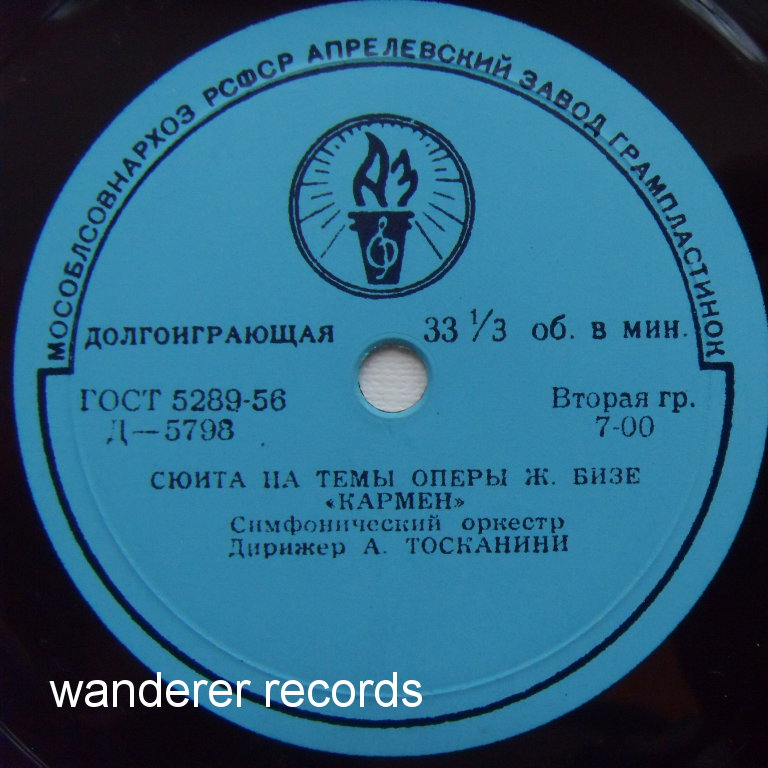 МОСОБЛСОВНАРХОЗ РСФСР АПРЕЛЕВСКИЙ ЗАВОД ГРАМПЛАСТИНОК
АЗ
ДОЛГОИГРАЮЩАЯ 33 1/3 об. в мин.
ГОСТ 5289-56 Вторая гр.
Д—5798 7-00
СЮИТА НА ТЕМЫ ОПЕРЫ Ж. БИЗЕ
«КАРМЕН»
Симфонический оркестр
Дирижер А. ТОСКАНИНИ
wanderer records